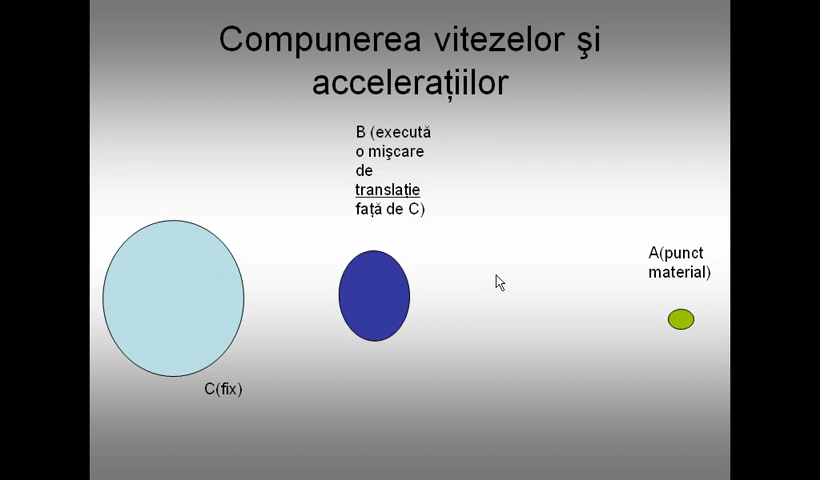 Compunerea vitezelor şi
accelerațiilor
B (execută
o mişcare
de
translație
față de C)
A(punct
material)
C(fix)